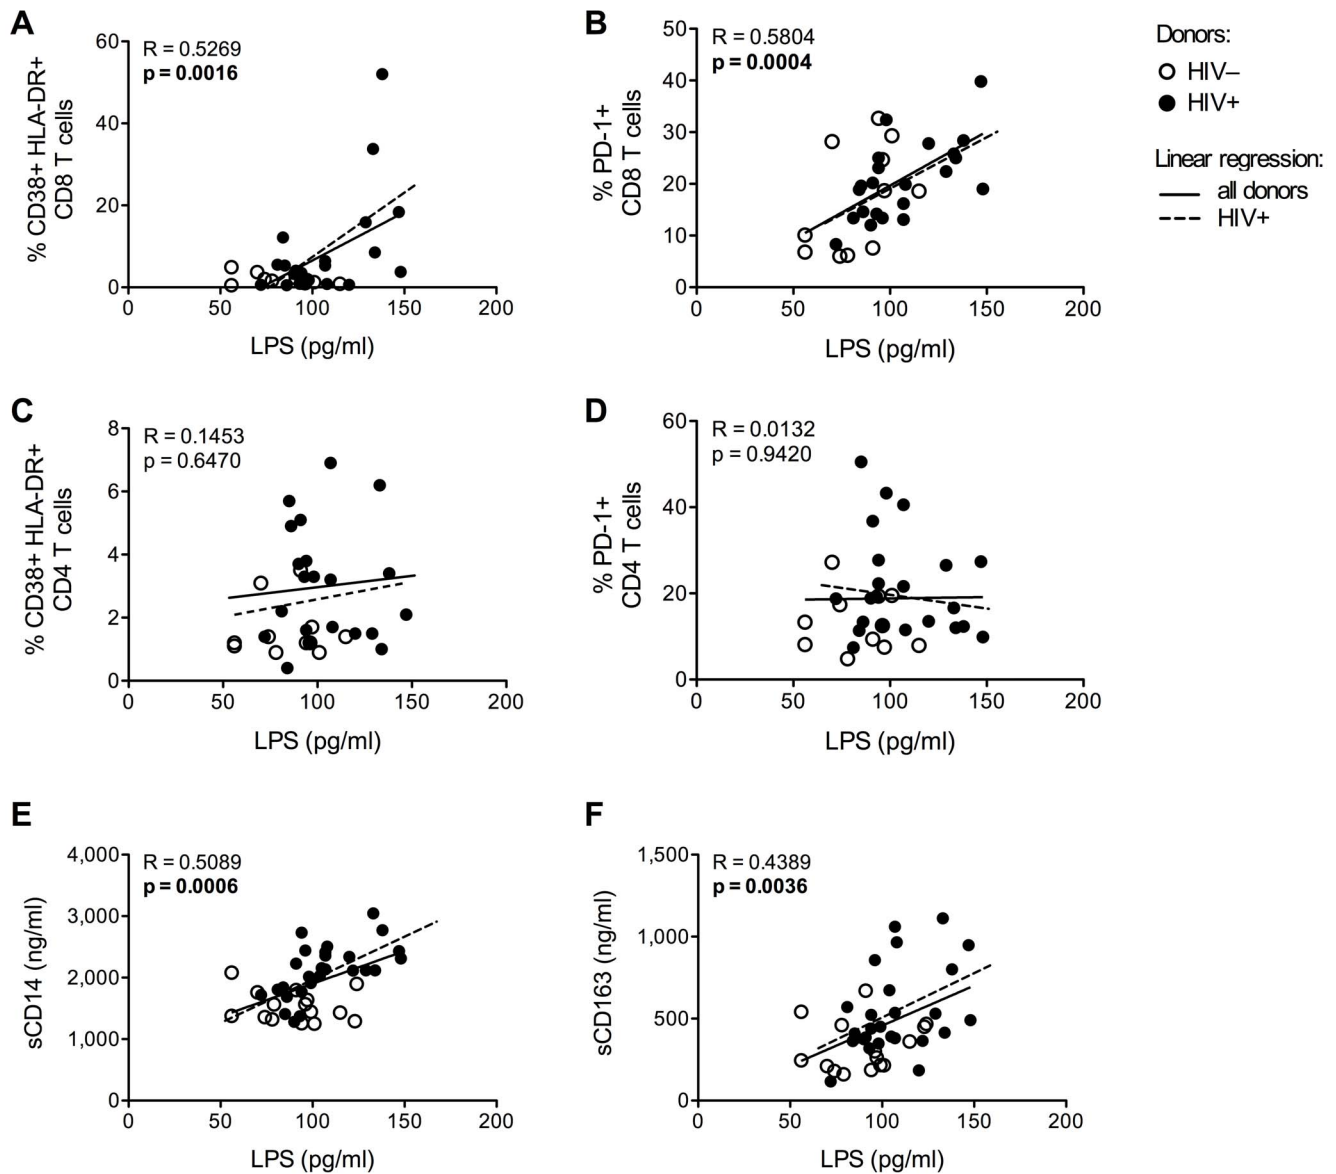 A
R = 0.5269
p = 0.0016
% CD38+ HLA-DR+
CD8 T cells
60
40
20
0
0 50 100 150 200
LPS (pg/ml)
B
R = 0.5804
p = 0.0004
% PD-1+
CD8 T cells
50
40
30
20
10
0
0 50 100 150 200
LPS (pg/ml)
Donors:
HIV–
HIV+
Linear regression:
all donors
HIV+
C
R = 0.1453
p = 0.6470
% CD38+ HLA-DR+
CD4 T cells
8
6
4
2
0
0 50 100 150 200
LPS (pg/ml)
D
R = 0.0132
p = 0.9420
% PD-1+
CD4 T cells
60
40
20
0
0 50 100 150 200
LPS (pg/ml)
E
R = 0.5089
p = 0.0006
sCD14 (ng/ml)
4,000
3,000
2,000
1,000
0
0 50 100 150 200
LPS (pg/ml)
F
R = 0.4389
p = 0.0036
sCD163 (ng/ml)
1,500
1,000
500
0
0 50 100 150 200
LPS (pg/ml)